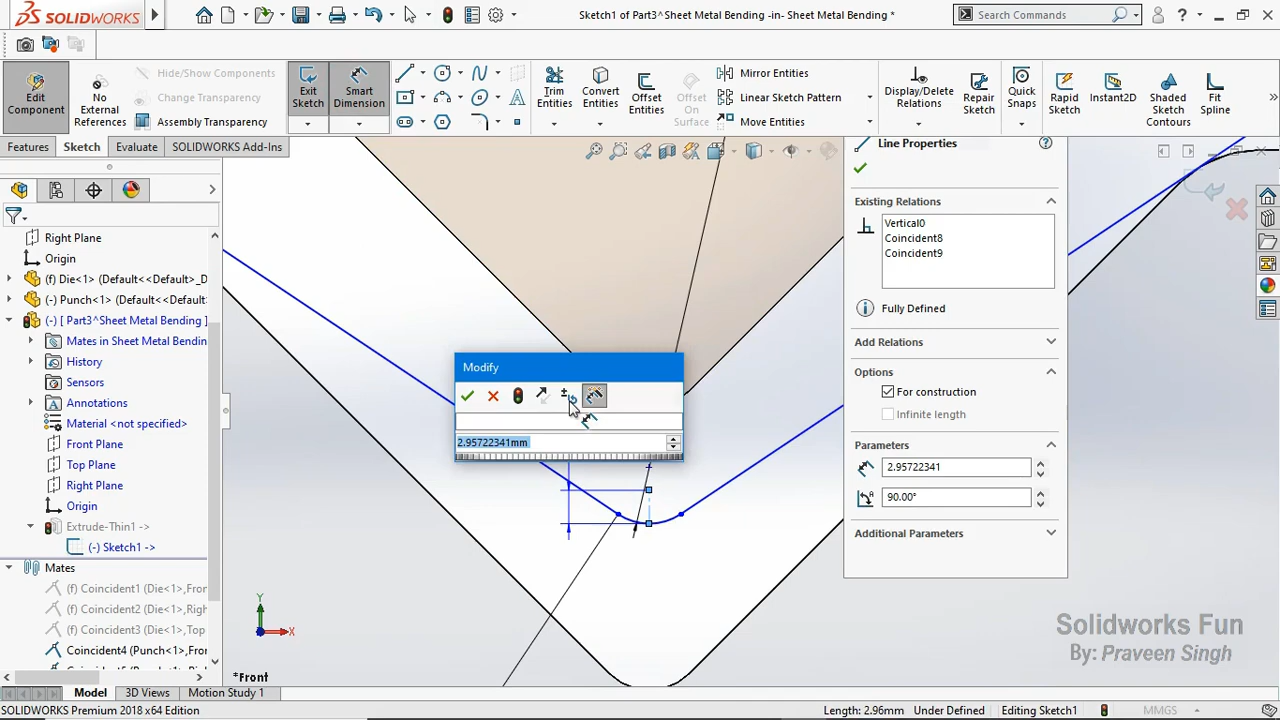 SOLIDWORKS
Sketch1 of Part3^Sheet Metal Bending -in- Sheet Metal Bending *
Search Commands
Edit Component
No External References
Hide/Show Components
Change Transparency
Assembly Transparency
Exit Sketch
Smart Dimension
Trim Entities
Convert Entities
Offset Entities
Offset On Surface
Mirror Entities
Linear Sketch Pattern
Move Entities
Display/Delete Relations
Repair Sketch
Quick Snaps
Rapid Sketch
Instant2D
Shaded Sketch Contours
Fit Spline
Features
Sketch
Evaluate
SOLIDWORKS Add-Ins
Right Plane
Origin
(f) Die<1> (Default<<Default>_D
(-) Punch<1> (Default<<Default>
(-) [ Part3^Sheet Metal Bending ]
Mates in Sheet Metal Bending
History
Sensors
Annotations
Material <not specified>
Front Plane
Top Plane
Right Plane
Origin
Extrude-Thin1 ->
(-) Sketch1 ->
Mates
(f) Coincident1 (Die<1>,Fron
(f) Coincident2 (Die<1>,Righ
(f) Coincident3 (Die<1>,Top
Coincident4 (Punch<1>,Fron
Modify
2.95722341mm
Y
X
*Front
Line Properties
Existing Relations
Vertical0
Coincident8
Coincident9
Fully Defined
Add Relations
Options
For construction
Infinite length
Parameters
2.95722341
90.00°
Additional Parameters
Solidworks Fun
By: Praveen Singh
Model
3D Views
Motion Study 1
SOLIDWORKS Premium 2018 x64 Edition
Length: 2.96mm
Under Defined
Editing Sketch1
MMGS